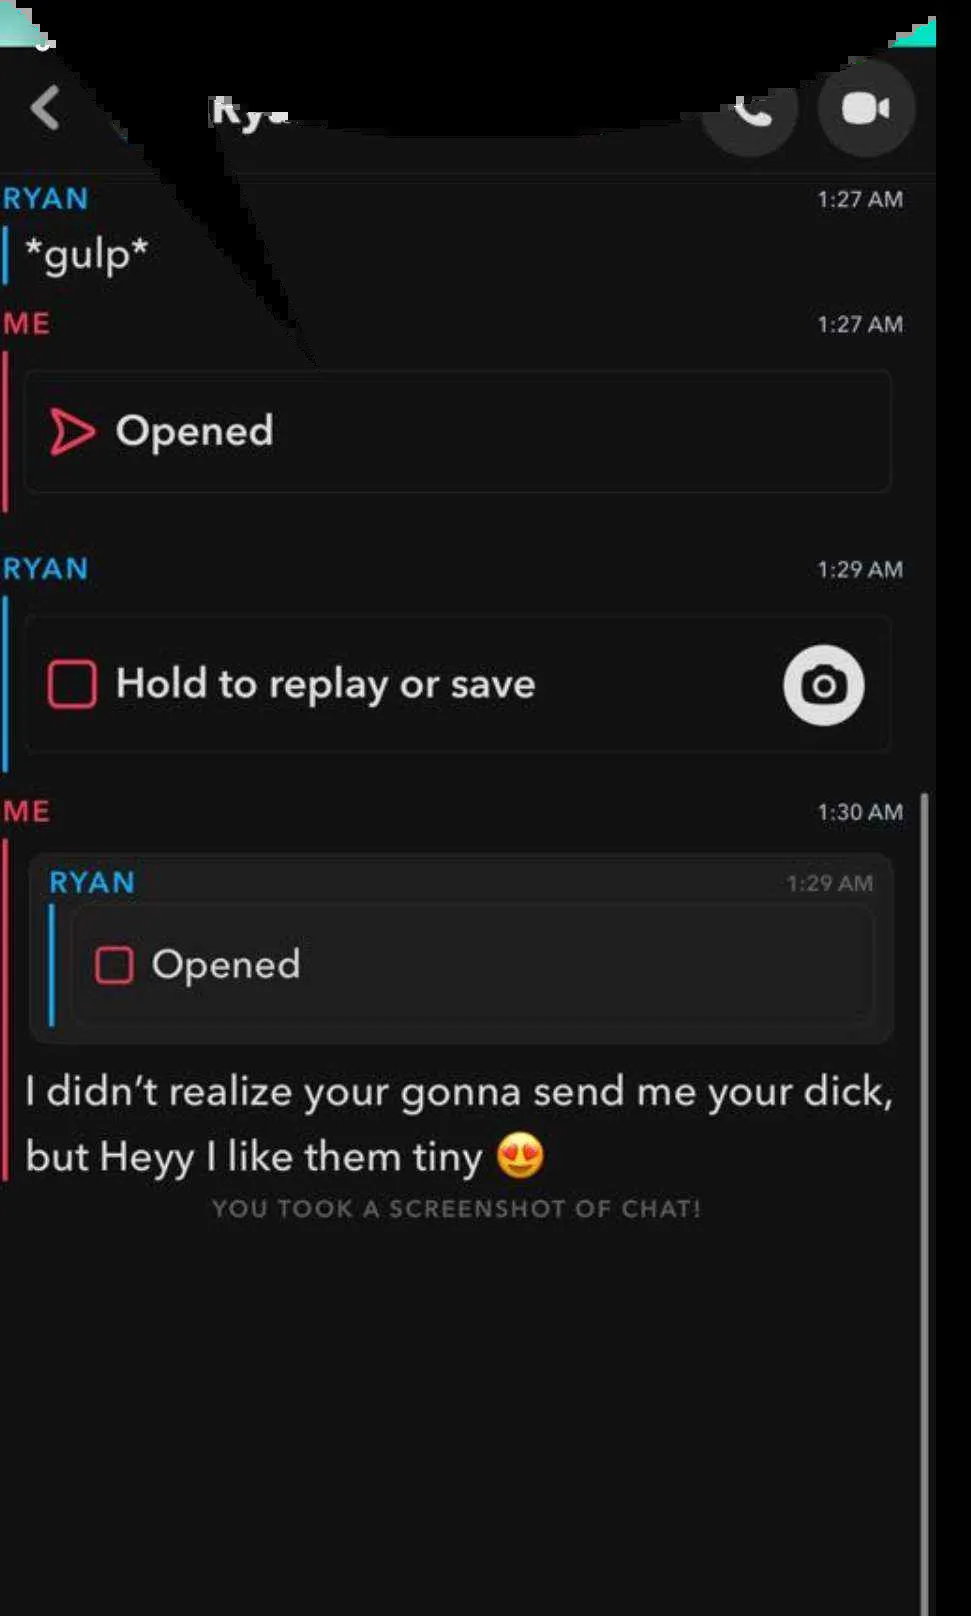 RYAN 1:27 AM
*gulp*
ME 1:27 AM
Opened
RYAN 1:29 AM
Hold to replay or save
ME 1:30 AM
RYAN 1:29 AM
Opened
I didn’t realize your gonna send me your dick,
but Heyy I like them tiny 😍
YOU TOOK A SCREENSHOT OF CHAT!